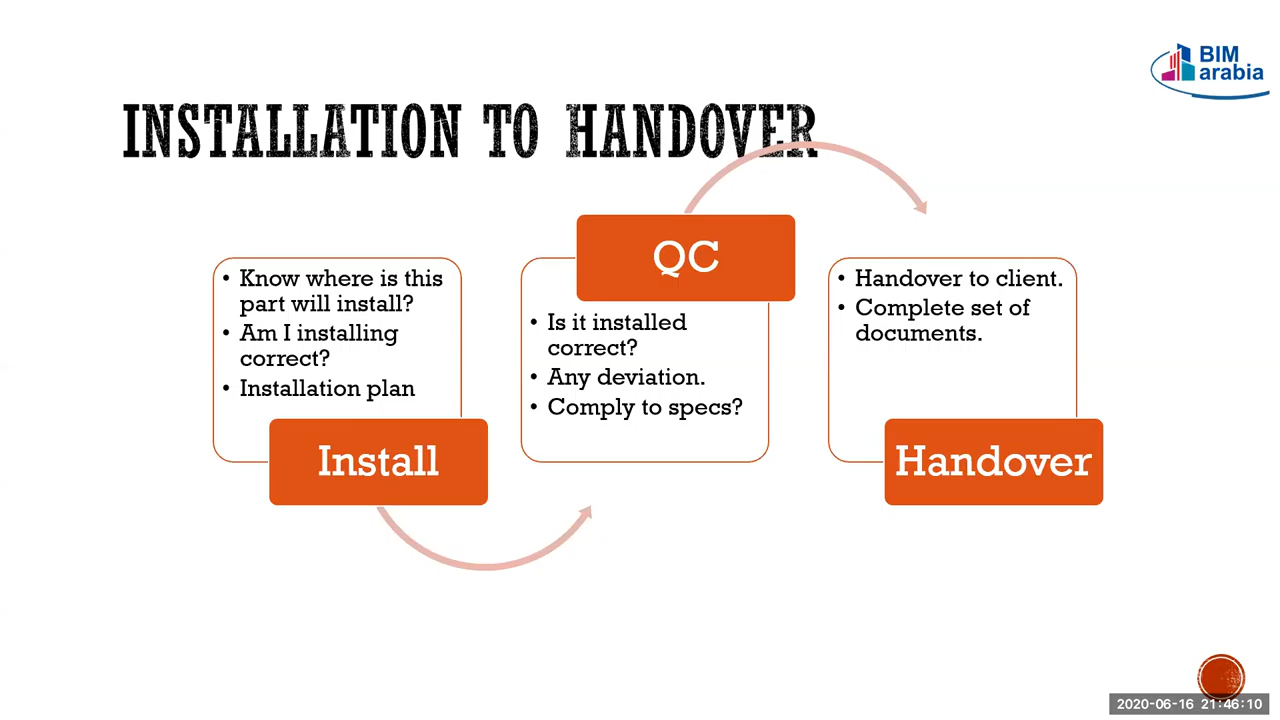 BIM
arabia
INSTALLATION TO HANDOVER
• Know where is this
part will install?
• Am I installing
correct?
• Installation plan
Install
QC
• Is it installed
correct?
• Any deviation.
• Comply to specs?
• Handover to client.
• Complete set of
documents.
Handover
2020-06-16 21:46:10